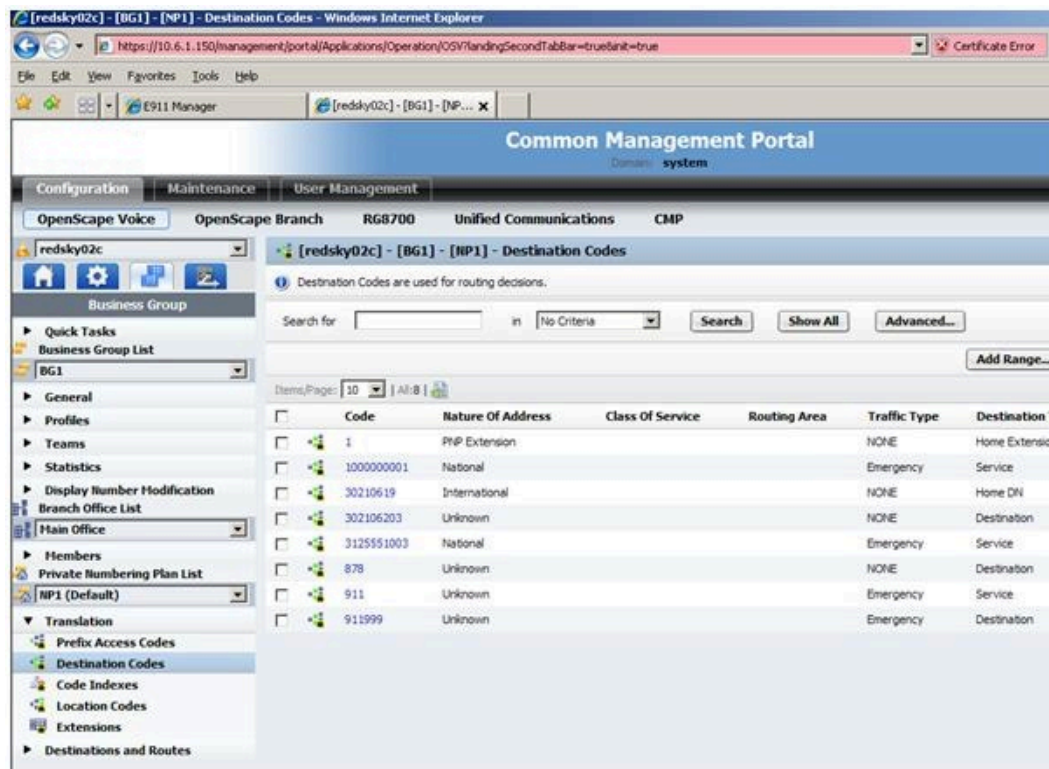 [redsky02c] - [BG1] - [NP1] - Destination Codes - Windows Internet Explorer
https://10.6.1.150/management/portal/Applications/Operation/OSV?landingSecondTabBar=true&init=true Certificate Error
File Edit View Favorites Tools Help
E911 Manager [redsky02c] - [BG1] - [NP...
Common Management Portal
Domain: system
Configuration Maintenance User Management
OpenScape Voice OpenScape Branch RG8700 Unified Communications CMP
redsky02c
[redsky02c] - [BG1] - [NP1] - Destination Codes
Destination Codes are used for routing decisions.
Business Group
Search for in No Criteria Search Show All Advanced...
Quick Tasks
Business Group List
Add Range...
BG1
Items/Page: 10 | All:8 |
General
Code Nature Of Address Class Of Service Routing Area Traffic Type Destination
Profiles
1 PNP Extension NONE Home Extensio
Teams
Statistics
1000000001 National Emergency Service
Display Number Modification
30210619 International NONE Home DN
Branch Office List
302106203 Unknown NONE Destination
Main Office
3125551003 National Emergency Service
Members
878 Unknown NONE Destination
Private Numbering Plan List
NP1 (Default)
911 Unknown Emergency Service
Translation
911999 Unknown Emergency Destination
Prefix Access Codes
Destination Codes
Code Indexes
Location Codes
Extensions
Destinations and Routes